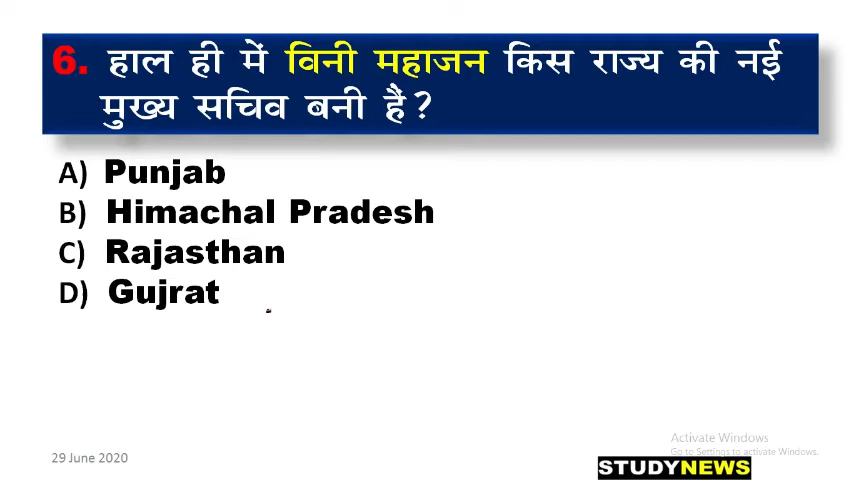 6. हाल ही में विनी महाजन किस राज्य की नई
मुख्य सचिव बनी हैं?
A) Punjab
B) Himachal Pradesh
C) Rajasthan
D) Gujrat
Activate Windows
Go to Settings to activate Windows.
29 June 2020
STUDYNEWS